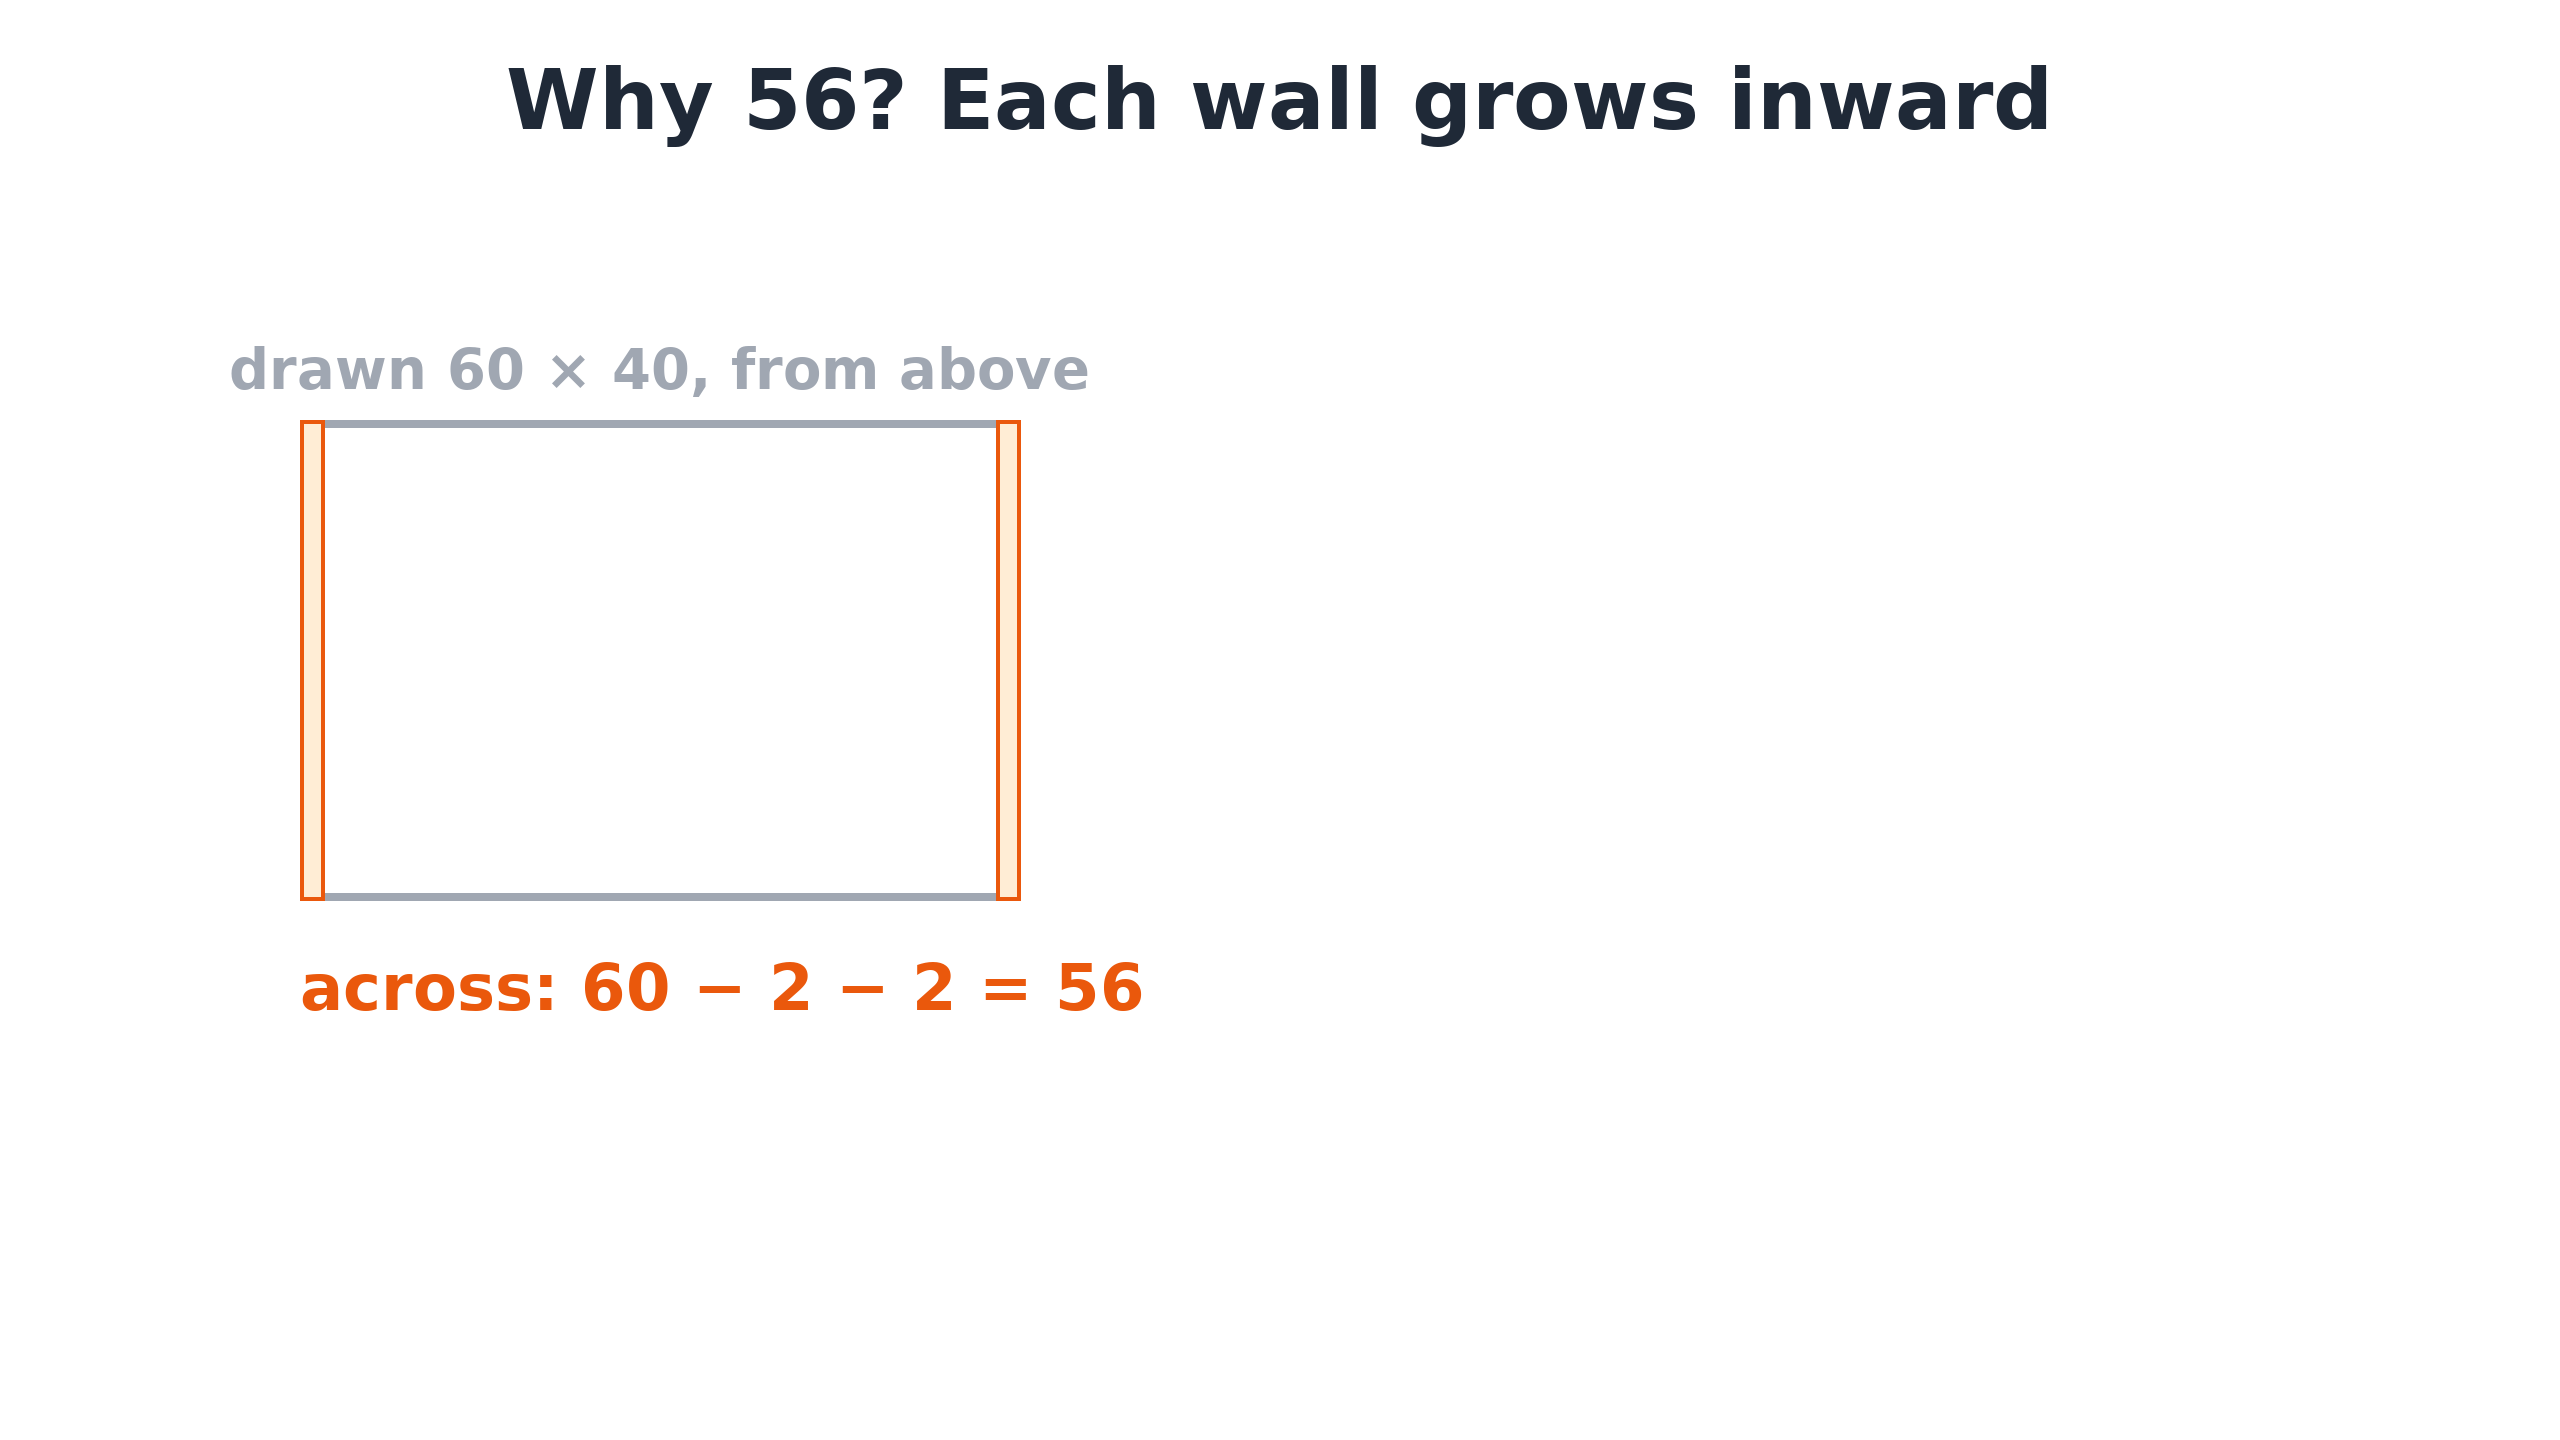 Why 56? Each wall grows inward
drawn 60 × 40, from above
across: 60 − 2 − 2 = 56